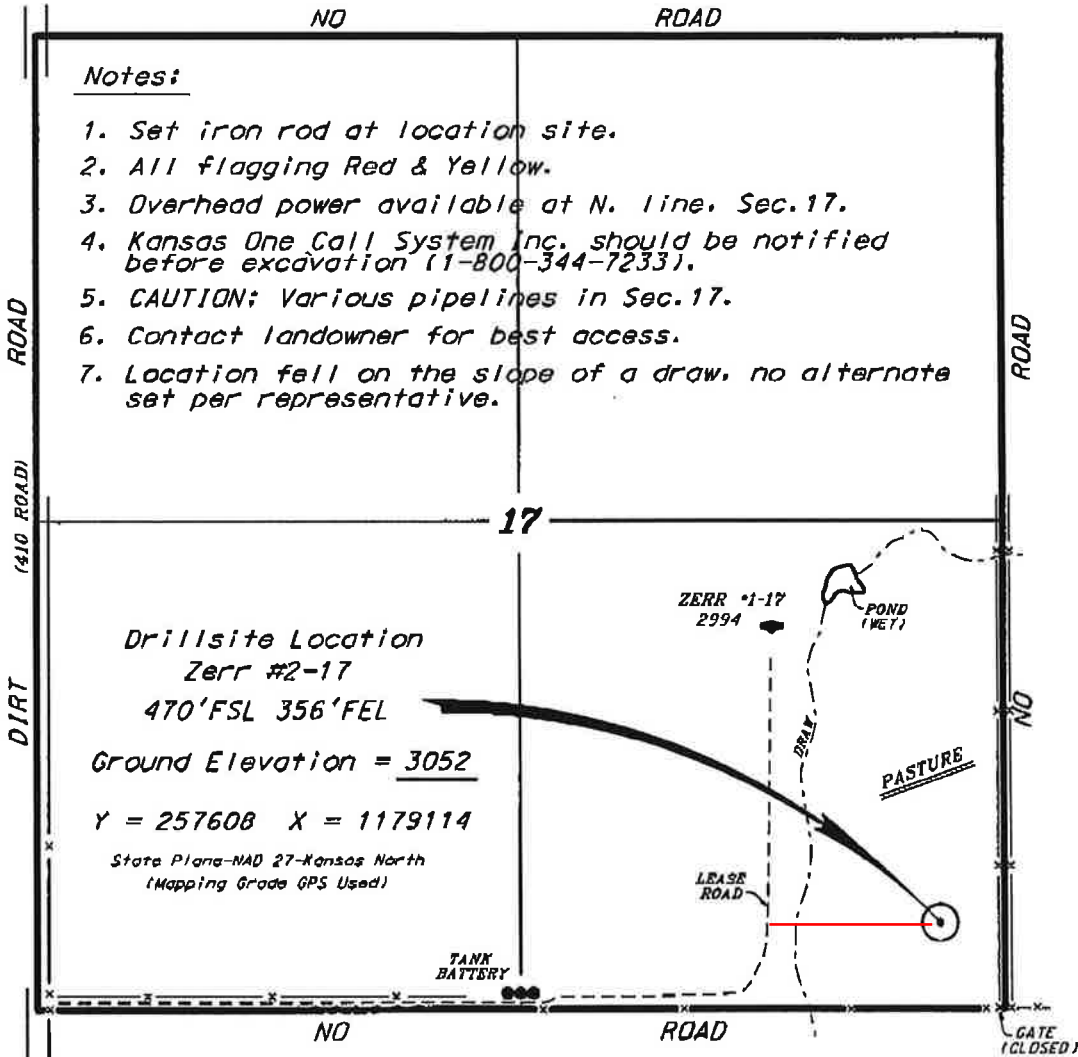 NO ROAD
Notes:
1. Set iron rod at location site.
2. All flagging Red & Yellow.
3. Overhead power available at N. line, Sec.17.
4. Kansas One Call System Inc. should be notified
before excavation (1-800-344-7233).
5. CAUTION: Various pipelines in Sec.17.
6. Contact landowner for best access.
7. Location fell on the slope of a draw, no alternate
set per representative.
DIRT (410 ROAD) ROAD
NO ROAD
17
ZERR #1-17
2994
POND
(WET)
Drillsite Location
Zerr #2-17
470'FSL 356'FEL
Ground Elevation = 3052
Y = 257608 X = 1179114
State Plane-NAD 27-Kansas North
(Mapping Grade GPS Used)
DRAW
PASTURE
LEASE
ROAD
TANK
BATTERY
NO ROAD
GATE
(CLOSED)